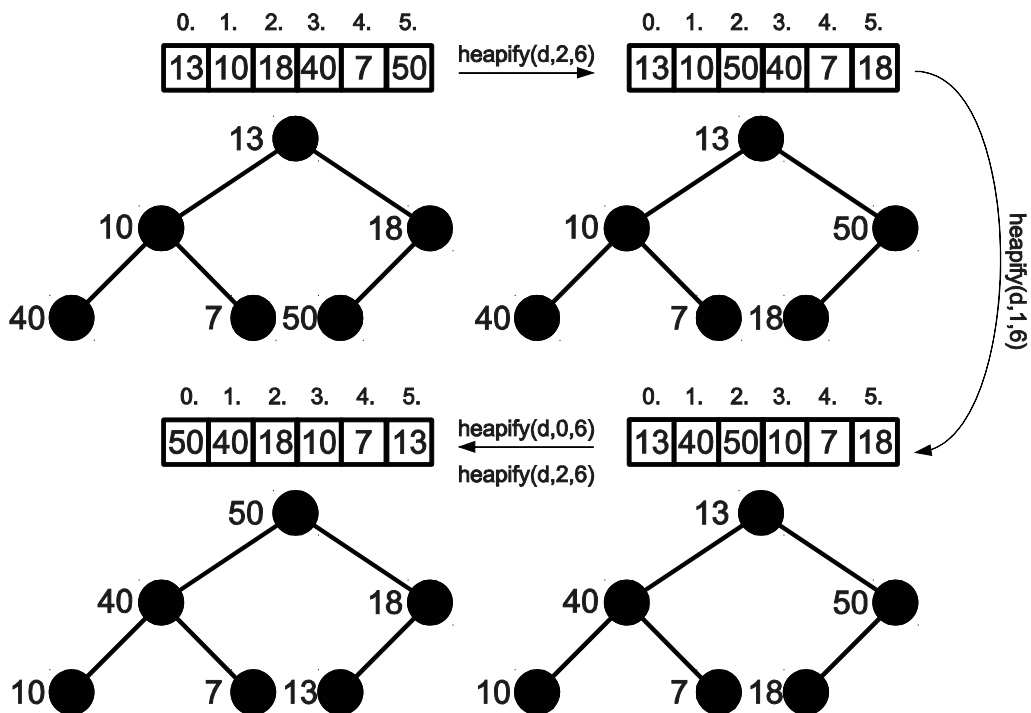 0. 1. 2. 3. 4. 5.
13 10 18 40 7 50
heapify(d,2,6)
0. 1. 2. 3. 4. 5.
13 10 50 40 7 18
13
10 18
40 7 50
13
10 50
40 7 18
heapify(d,1,6)
0. 1. 2. 3. 4. 5.
50 40 18 10 7 13
heapify(d,0,6)
heapify(d,2,6)
0. 1. 2. 3. 4. 5.
13 40 50 10 7 18
50
40 18
10 7 13
13
40 50
10 7 18